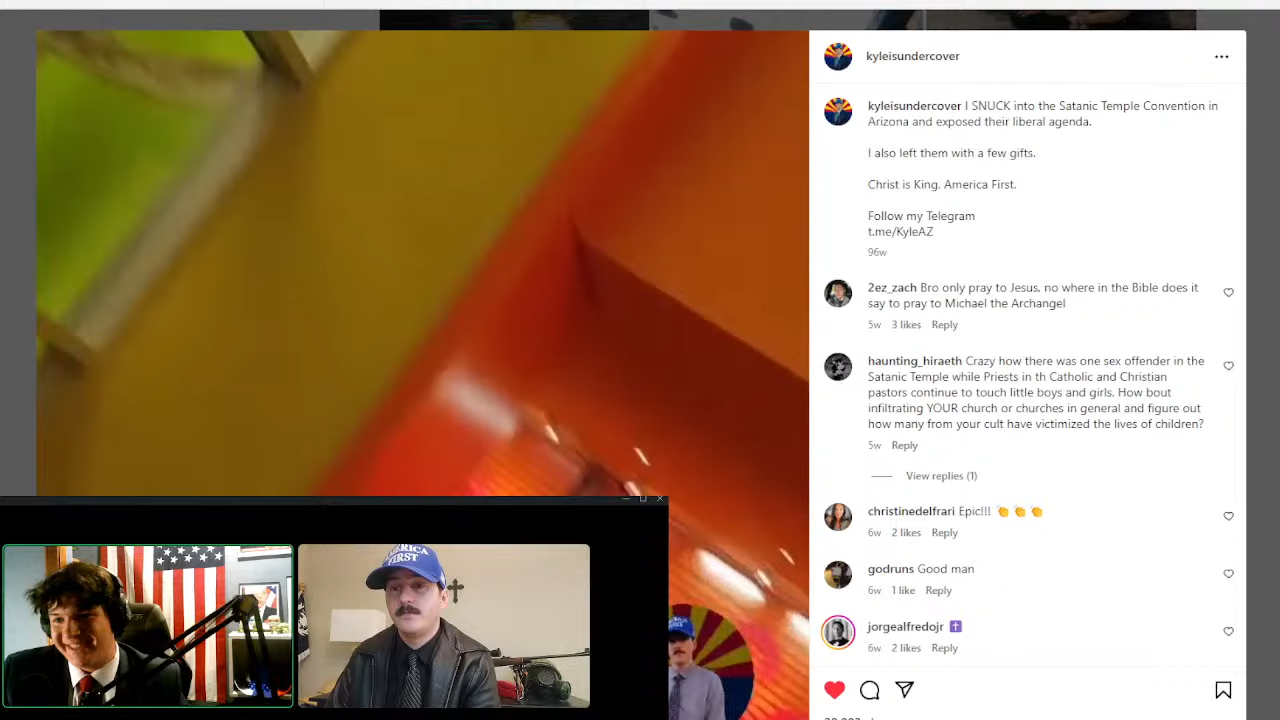 kyleisundercover
kyleisundercover I SNUCK into the Satanic Temple Convention in
Arizona and exposed their liberal agenda.
I also left them with a few gifts.
Christ is King. America First.
Follow my Telegram
t.me/KyleAZ
96w
2ez_zach Bro only pray to Jesus, no where in the Bible does it
say to pray to Michael the Archangel
5w 3 likes Reply
haunting_hiraeth Crazy how there was one sex offender in the
Satanic Temple while Priests in th Catholic and Christian
pastors continue to touch little boys and girls. How bout
infiltrating YOUR church or churches in general and figure out
how many from your cult have victimized the lives of children?
5w Reply
View replies (1)
christinedelfrari Epic!!! 👏 👏 👏
6w 2 likes Reply
godruns Good man
6w 1 like Reply
jorgealfredojr ✝️
6w 2 likes Reply
AMERICA
FIRST